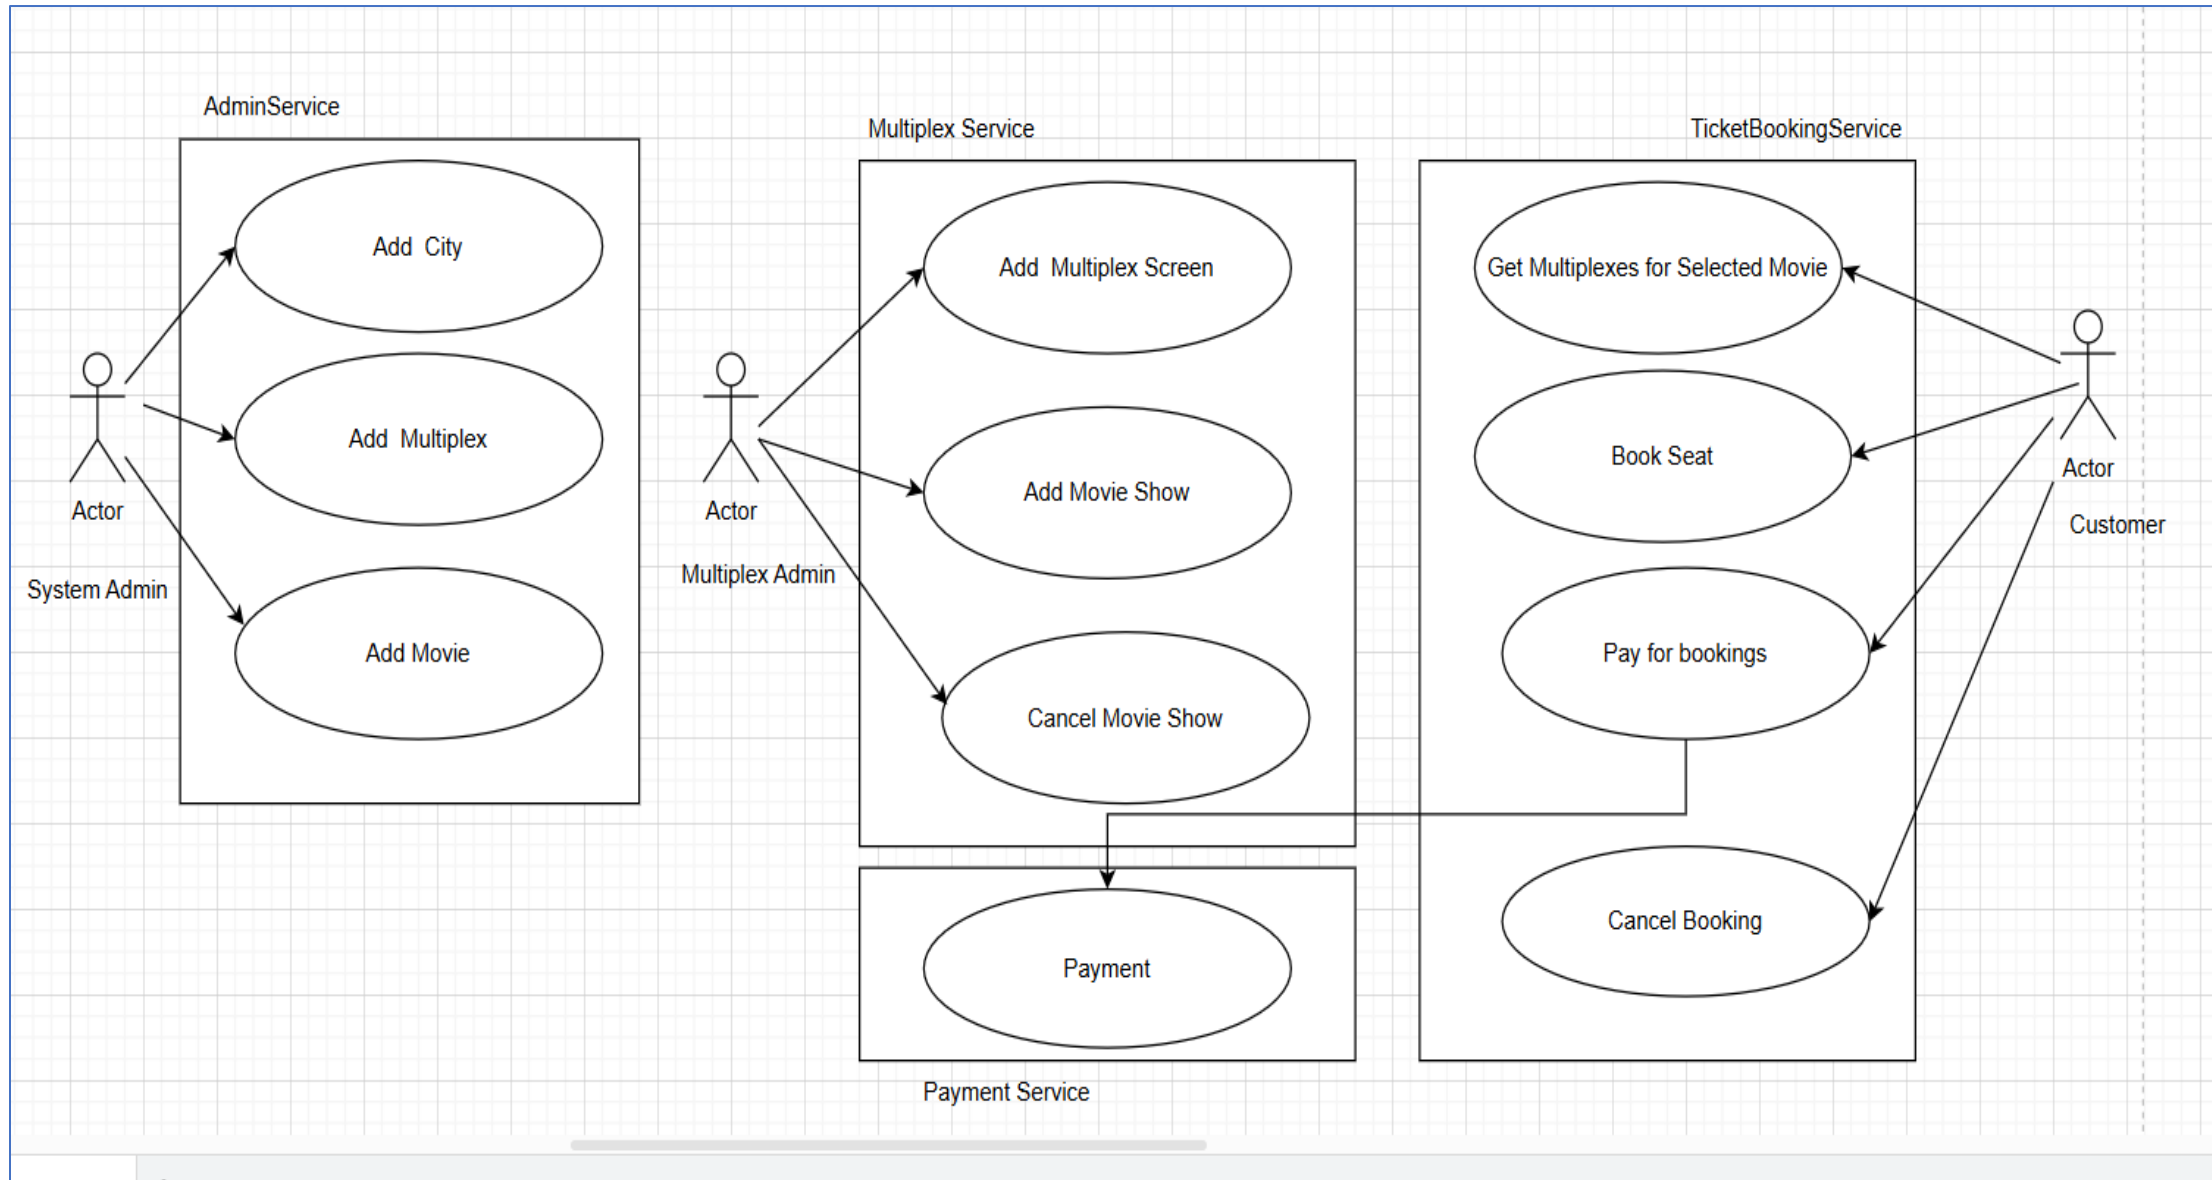 AdminService
Multiplex Service
TicketBookingService
Add  City
Add  Multiplex Screen
Get Multiplexes for Selected Movie
Add  Multiplex
Book Seat
Actor
Add Movie Show
Actor
Actor
Customer
Multiplex Admin
System Admin
Add Movie
Pay for bookings
Cancel Movie Show
Cancel Booking
Payment
Payment Service